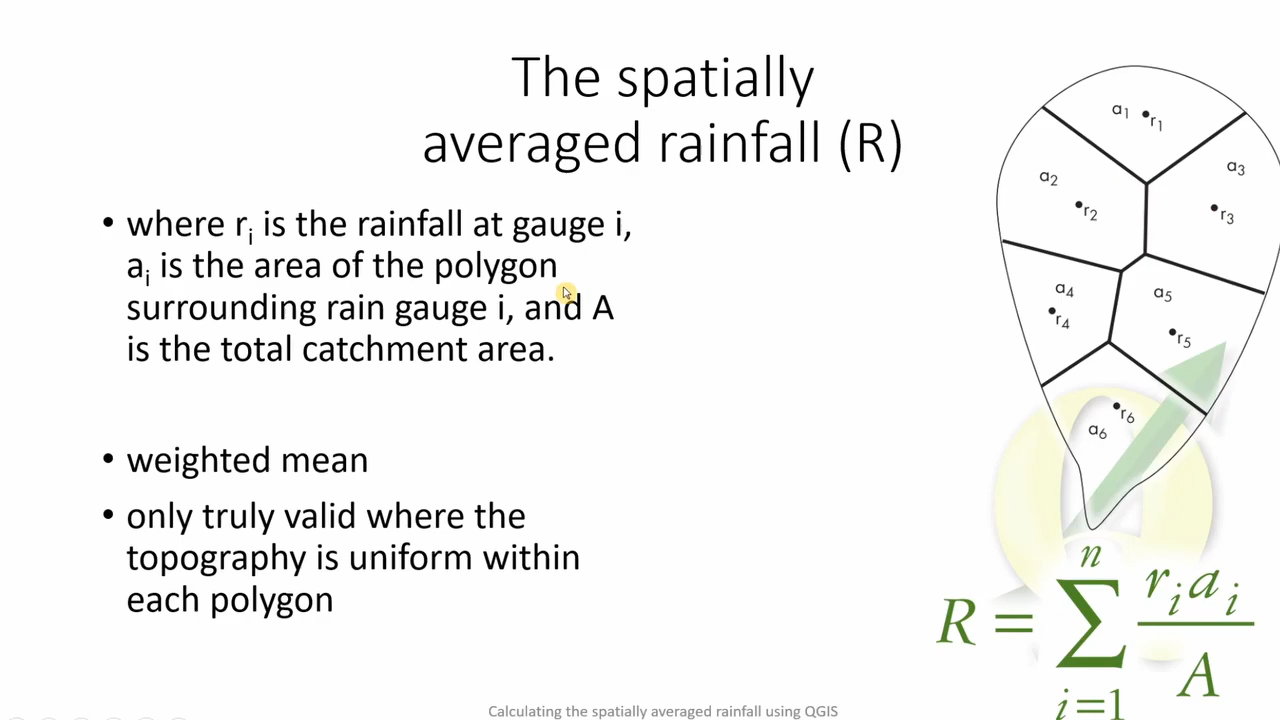 The spatially
averaged rainfall (R)
• where rᵢ is the rainfall at gauge i,
aᵢ is the area of the polygon
surrounding rain gauge i, and A
is the total catchment area.
• weighted mean
• only truly valid where the
topography is uniform within
each polygon
a₁ •r₁
a₂
•r₂
a₃
•r₃
a₄
•r₄
a₅
•r₅
•r₆
a₆
R = ∑ⁿᵢ₌₁ rᵢaᵢ / A
Calculating the spatially averaged rainfall using QGIS